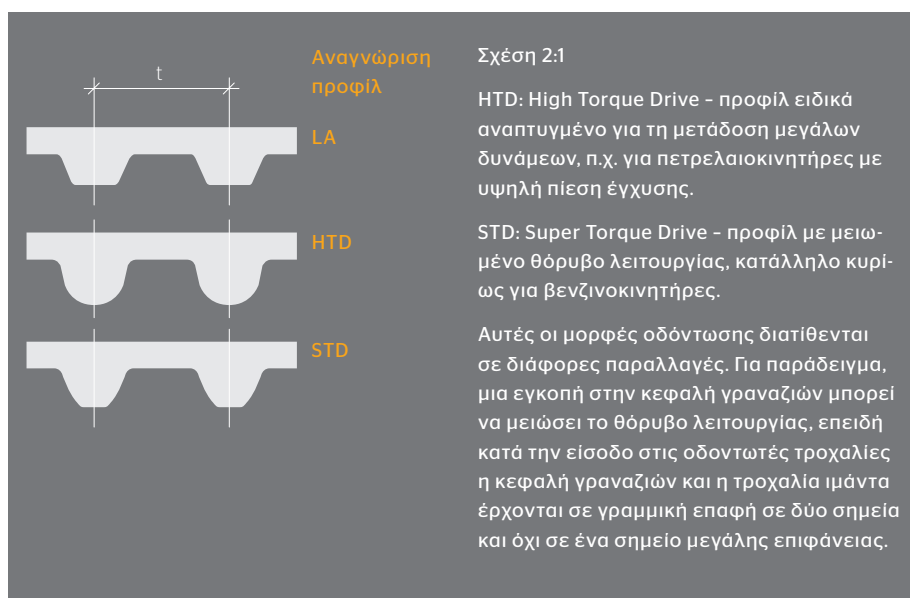 t
Αναγνώριση
προφίλ
LA
HTD
STD
Σχέση 2:1
HTD: High Torque Drive – προφίλ ειδικά
αναπτυγμένο για τη μετάδοση μεγάλων
δυνάμεων, π.χ. για πετρελαιοκινητήρες με
υψηλή πίεση έγχυσης.
STD: Super Torque Drive – προφίλ με μειω-
μένο θόρυβο λειτουργίας, κατάλληλο κυρί-
ως για βενζινοκινητήρες.
Αυτές οι μορφές οδόντωσης διατίθενται
σε διάφορες παραλλαγές. Για παράδειγμα,
μια εγκοπή στην κεφαλή γραναζιών μπορεί
να μειώσει το θόρυβο λειτουργίας, επειδή
κατά την είσοδο στις οδοντωτές τροχαλίες
η κεφαλή γραναζιών και η τροχαλία ιμάντα
έρχονται σε γραμμική επαφή σε δύο σημεία
και όχι σε ένα σημείο μεγάλης επιφάνειας.